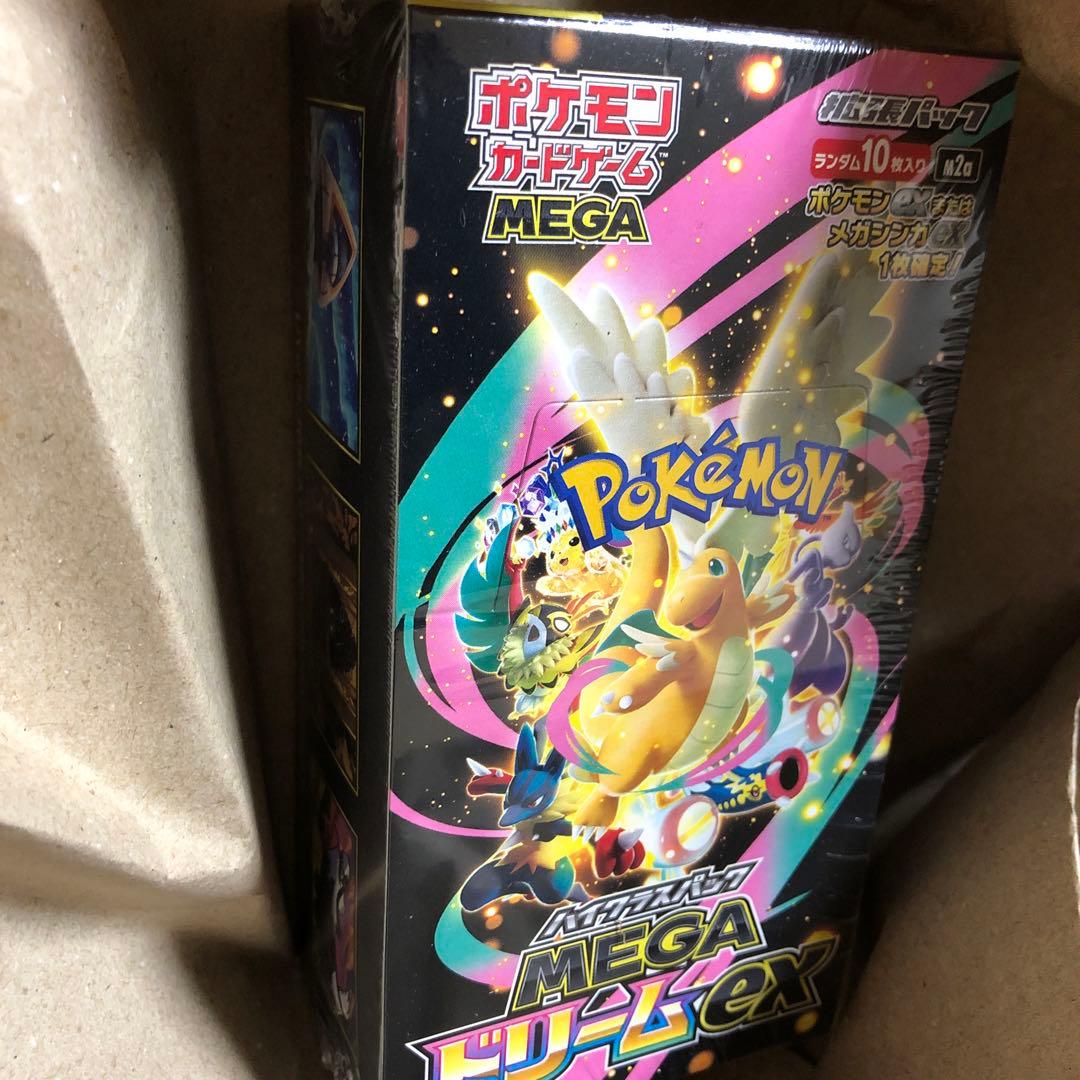 ポケモン
カードゲーム™
MEGA
拡張パック
ランダム10枚入り M2a
ポケモンexまたは
メガシンカex
1枚確定!
POKéMON
ハイクラスパック
MEGA
ドリームex